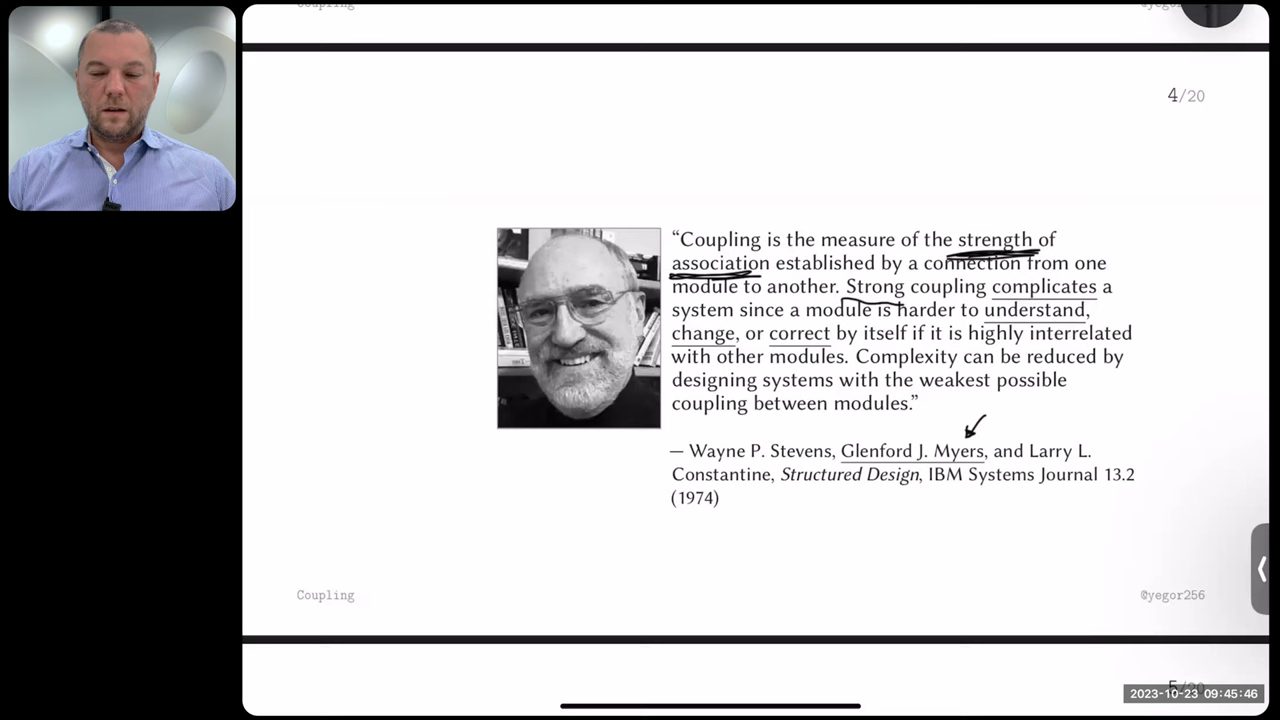 Coupling
4/20
“Coupling is the measure of the strength of
association established by a connection from one
module to another. Strong coupling complicates a
system since a module is harder to understand,
change, or correct by itself if it is highly interrelated
with other modules. Complexity can be reduced by
designing systems with the weakest possible
coupling between modules.”
— Wayne P. Stevens, Glenford J. Myers, and Larry L.
Constantine, Structured Design, IBM Systems Journal 13.2
(1974)
Coupling
@yegor256
2023-10-23 09:45:46